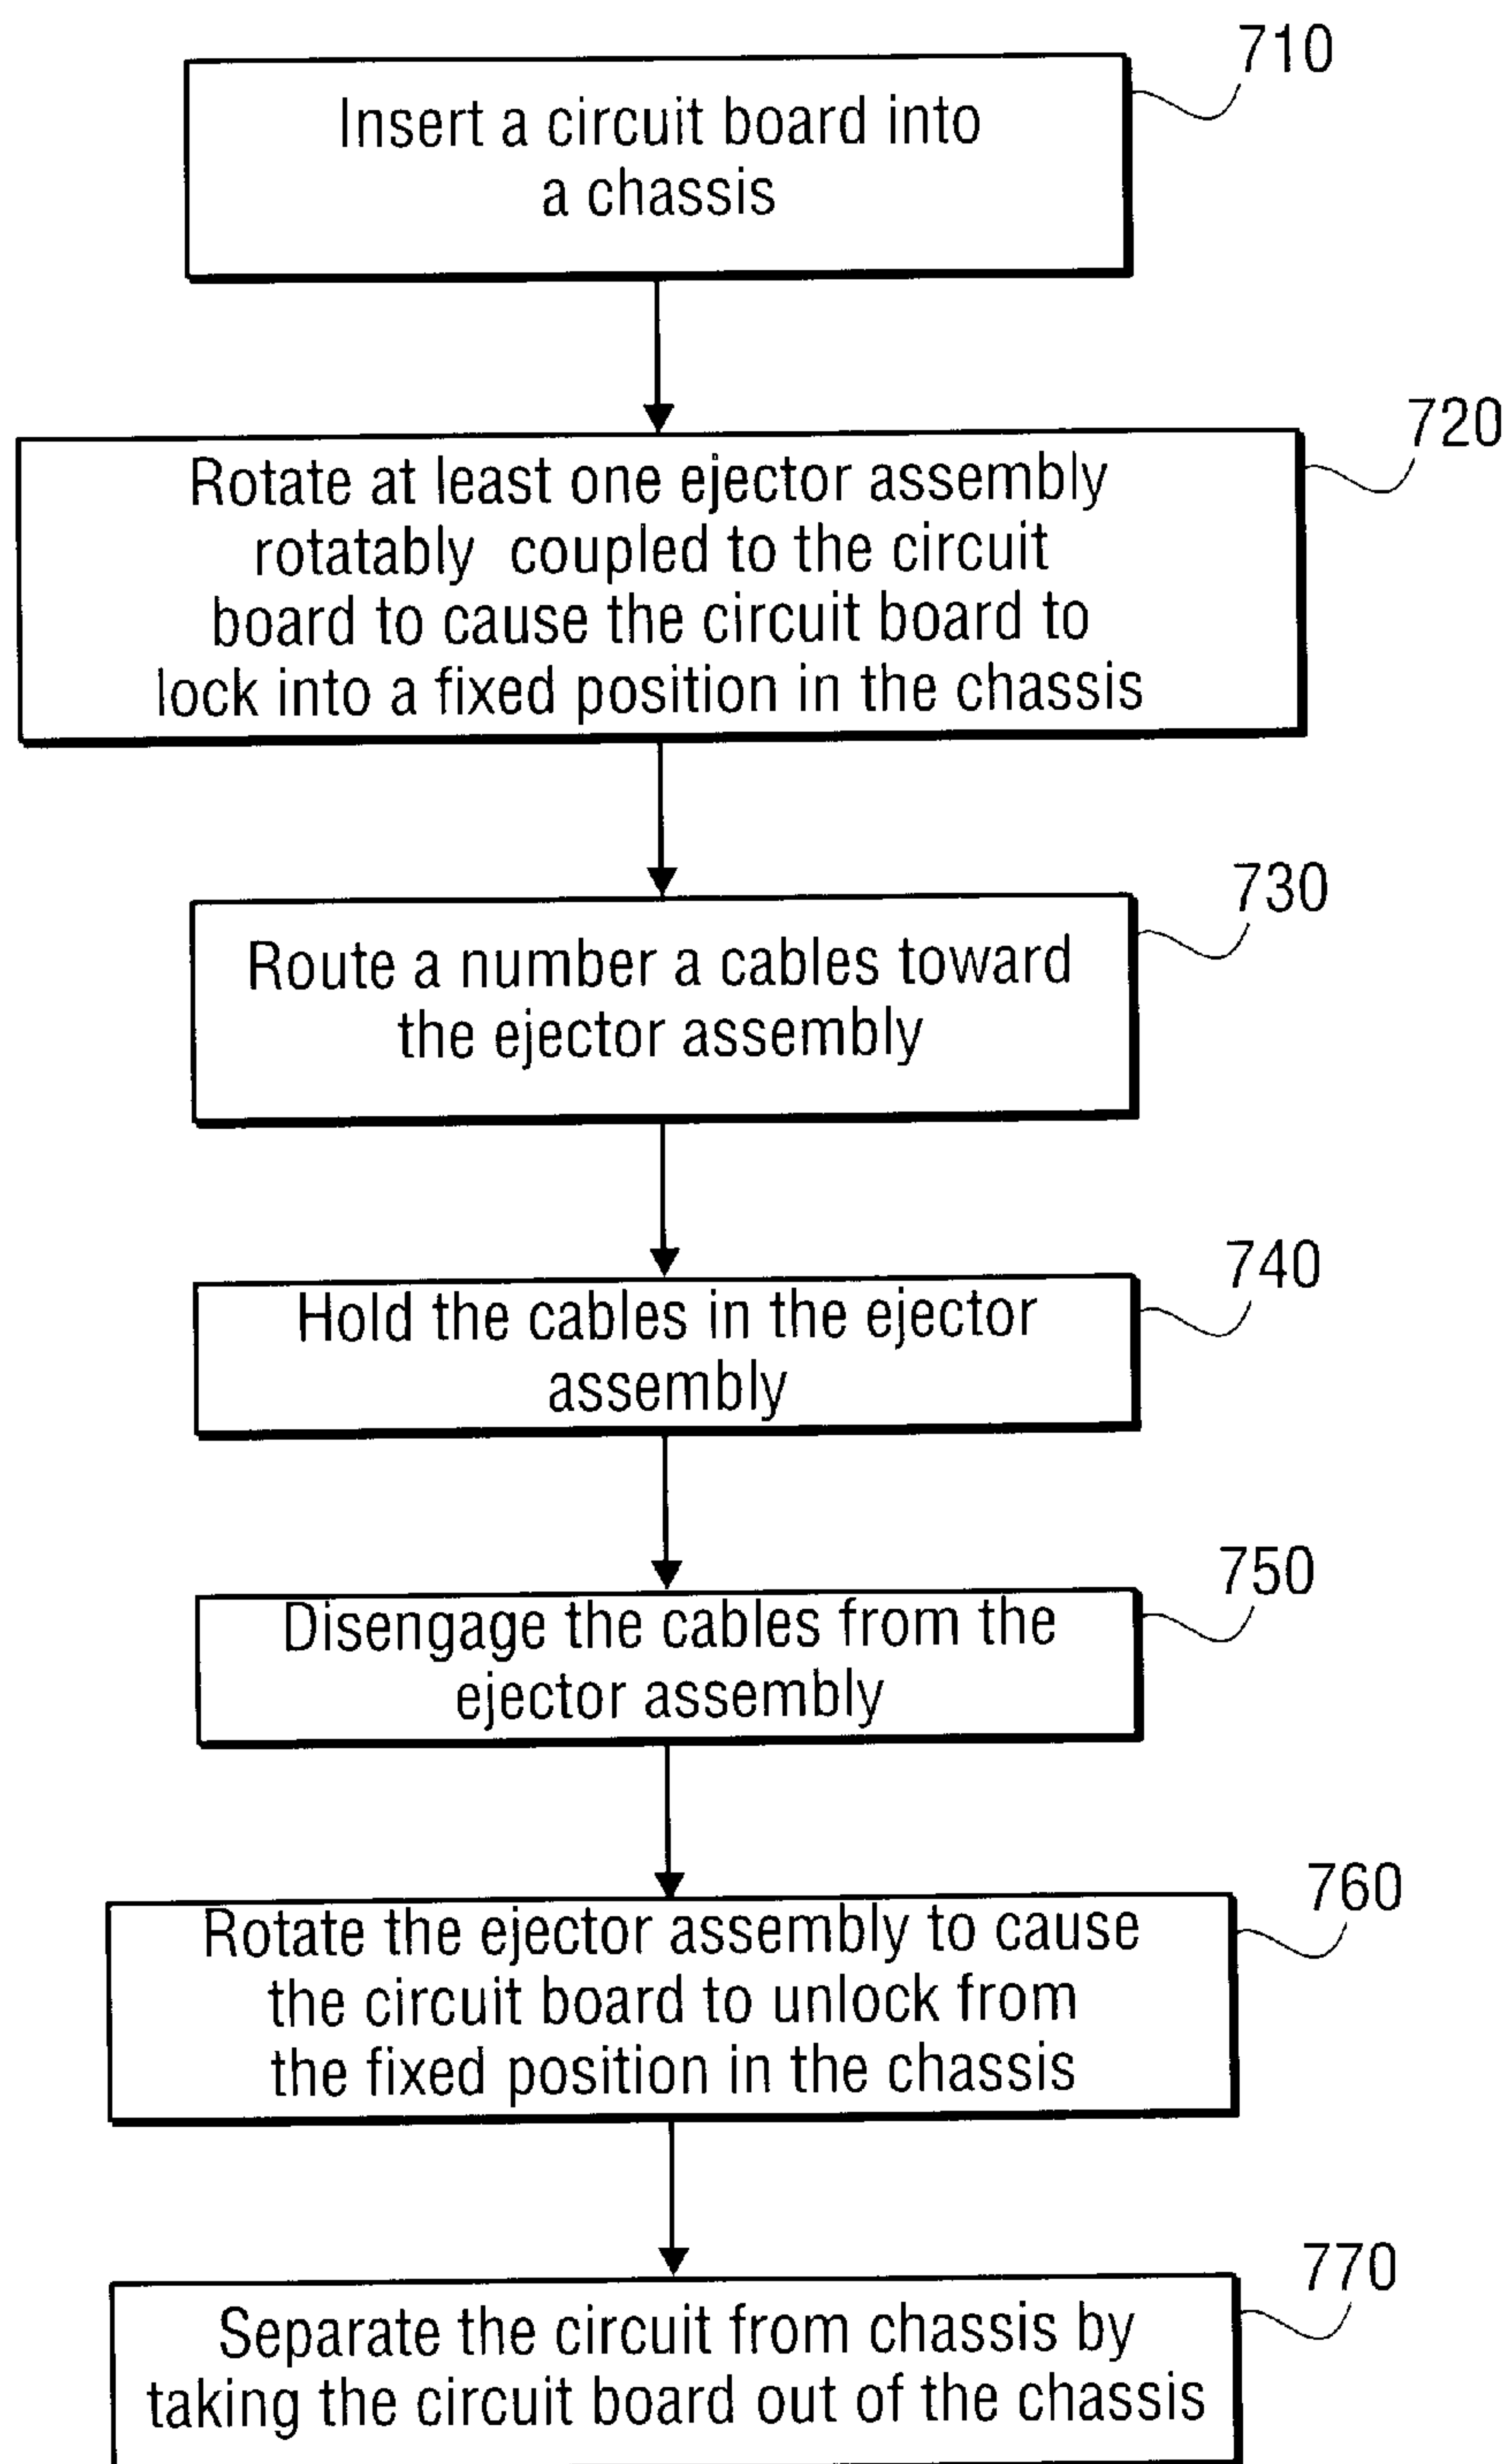 710
Insert a circuit board into
a chassis
720
Rotate at least one ejector assembly
rotatably coupled to the circuit
board to cause the circuit board to
lock into a fixed position in the chassis
730
Route a number a cables toward
the ejector assembly
740
Hold the cables in the ejector
assembly
750
Disengage the cables from the
ejector assembly
760
Rotate the ejector assembly to cause
the circuit board to unlock from
the fixed position in the chassis
770
Separate the circuit from chassis by
taking the circuit board out of the chassis